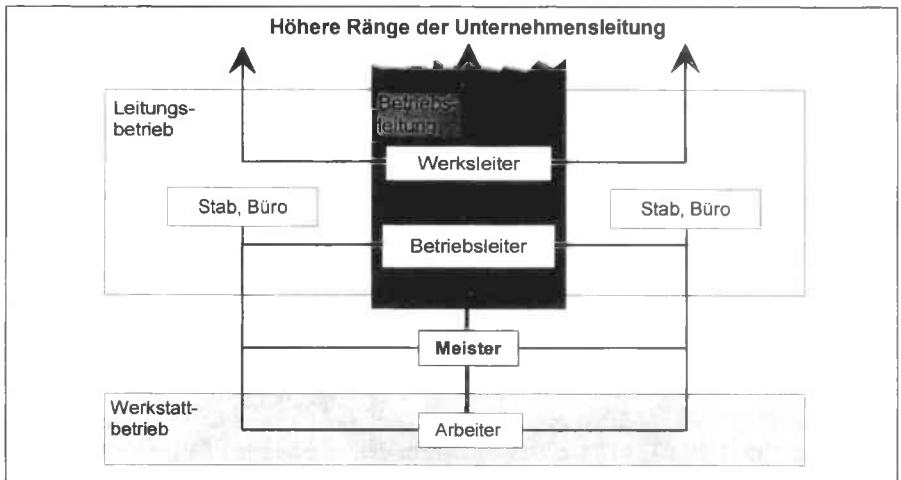 Höhere Ränge der Unternehmensleitung
Leitungs-
betrieb
Betriebs-
leitung
Werksleiter
Stab, Büro
Stab, Büro
Betriebsleiter
Meister
Werkstatt-
betrieb
Arbeiter